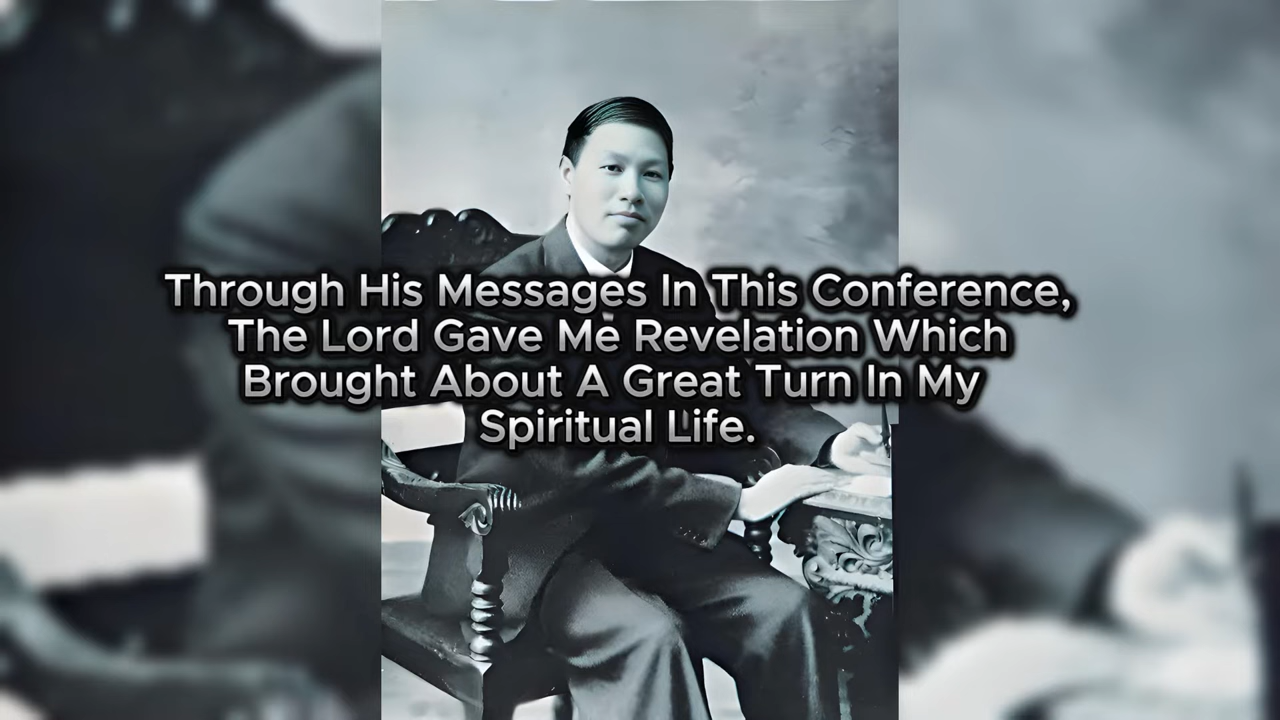 Through His Messages In This Conference,
The Lord Gave Me Revelation Which
Brought About A Great Turn In My
Spiritual Life.